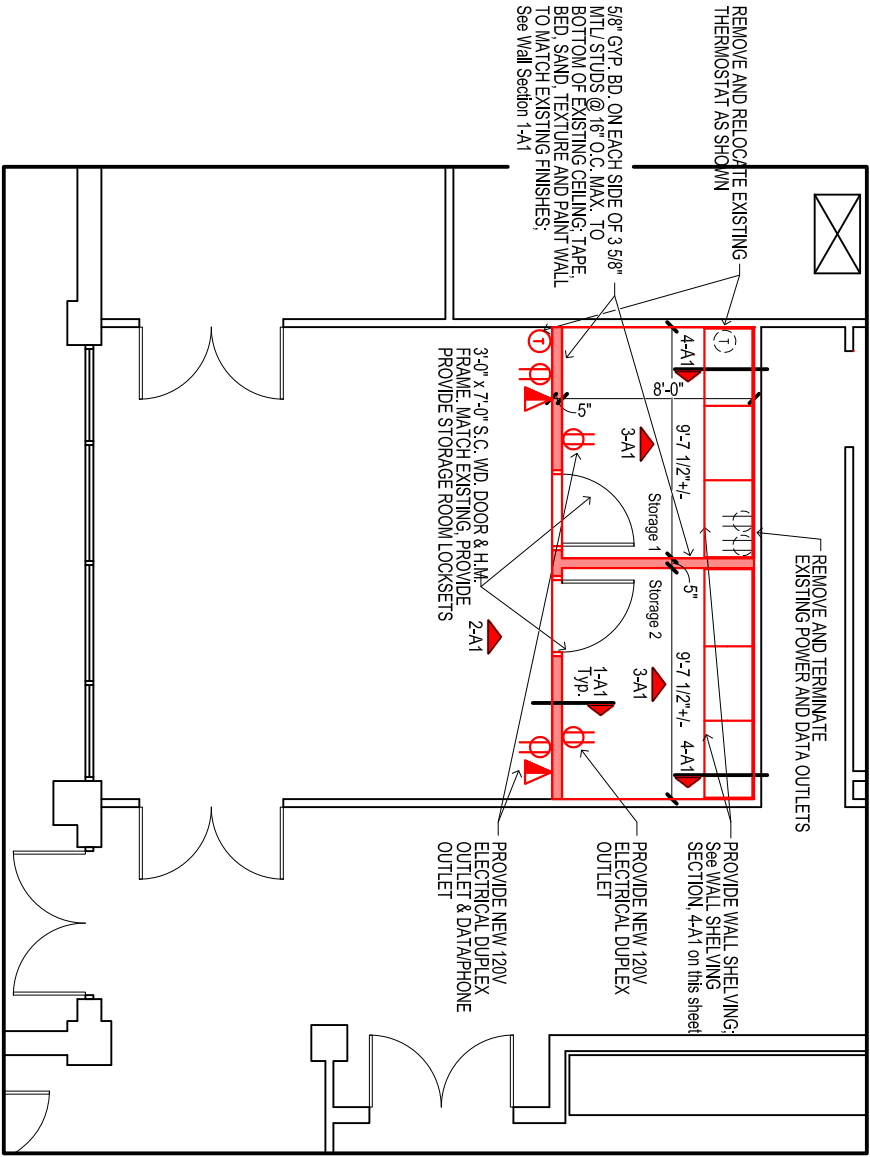 REMOVE AND RELOCATE EXISTING
THERMOSTAT AS SHOWN
5/8" GYP. BD. ON EACH SIDE OF 3 5/8"
MTL/ STUDS @ 16" O.C. MAX. TO
BOTTOM OF EXISTING CEILING; TAPE,
BED, SAND, TEXTURE AND PAINT WALL
TO MATCH EXISTING FINISHES;
See Wall Section 1-A1
REMOVE AND TERMINATE
EXISTING POWER AND DATA OUTLETS
PROVIDE WALL SHELVING;
See WALL SHELVING
SECTION, 4-A1 on this sheet
T
4-A1
8'-0"
9'-7 1/2"+/-
5"
9'-7 1/2"+/-
4-A1
3-A1
Storage 1
Storage 2
3-A1
1-A1
Typ.
T
5"
3'-0" x 7'-0" S.C. WD. DOOR & H.M.
FRAME. MATCH EXISTING, PROVIDE
PROVIDE STORAGE ROOM LOCKSETS
2-A1
PROVIDE NEW 120V
ELECTRICAL DUPLEX
OUTLET
PROVIDE NEW 120V
ELECTRICAL DUPLEX
OUTLET & DATA/PHONE
OUTLET